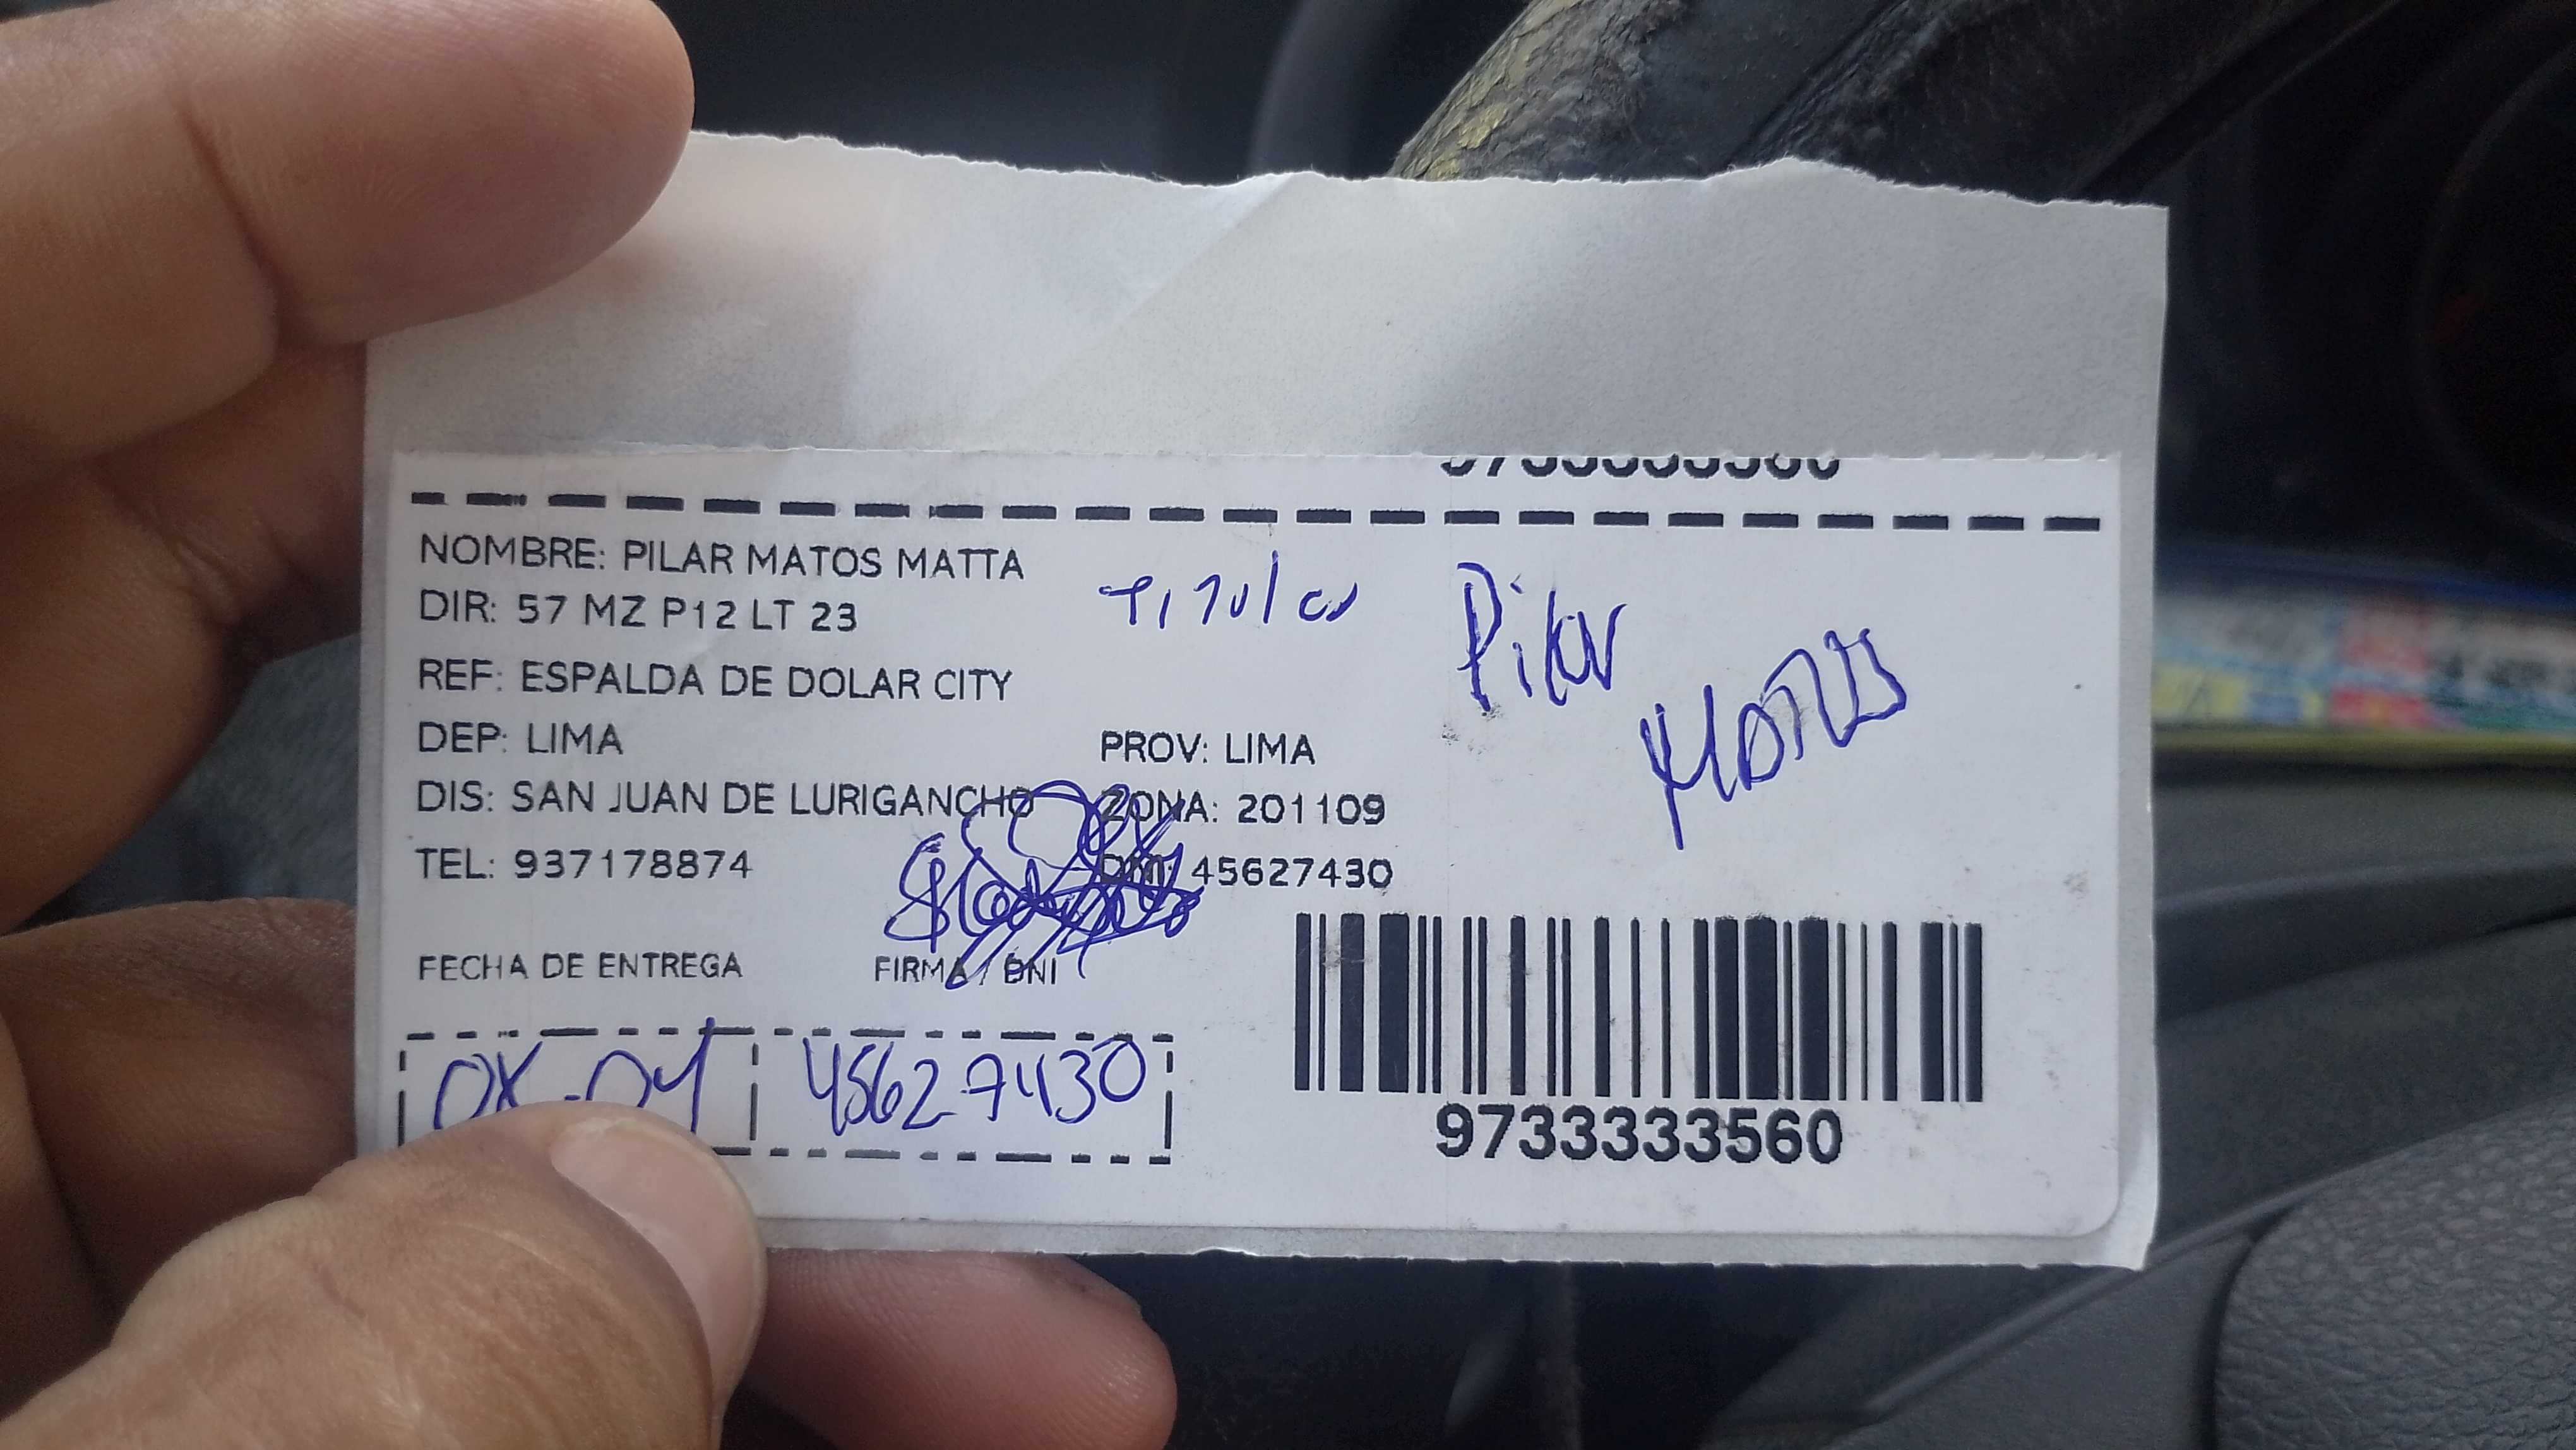 9733333560
NOMBRE: PILAR MATOS MATTA
DIR: 57 MZ P12 LT 23
Titular
Pilar
Matos
REF: ESPALDA DE DOLAR CITY
DEP: LIMA
PROV: LIMA
DIS: SAN JUAN DE LURIGANCHO
ZONA: 201109
TEL: 937178874
DNI: 45627430
FECHA DE ENTREGA
FIRMA / DNI
45627430
9733333560